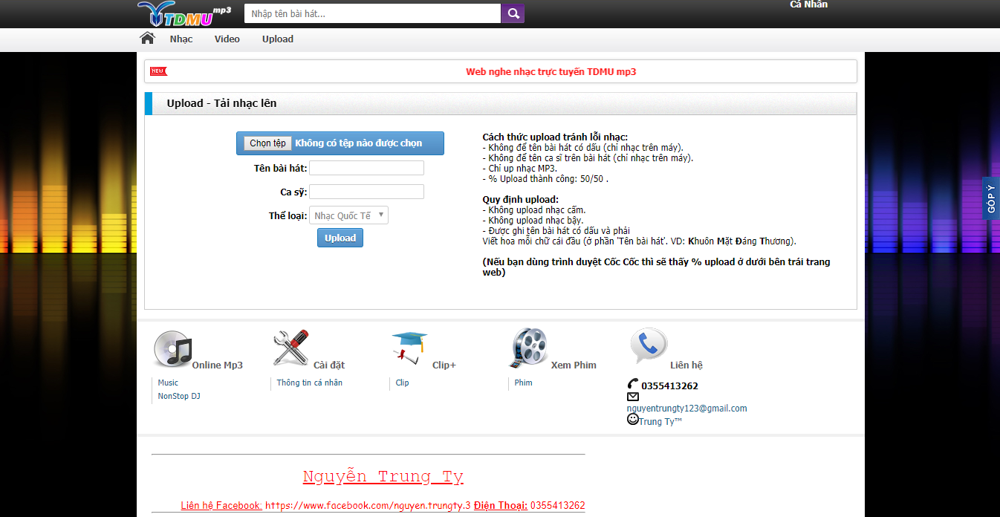 TDMU mp3
Nhập tên bài hát...
Cá Nhân
Nhạc Video Upload
NEW
Web nghe nhạc trực tuyến TDMU mp3
Upload - Tải nhạc lên
Chọn tệp Không có tệp nào được chọn
Tên bài hát:
Ca sỹ:
Thể loại: Nhạc Quốc Tế
Upload
Cách thức upload tránh lỗi nhạc:
- Không để tên bài hát có dấu (chỉ nhạc trên máy).
- Không để tên ca sĩ trên bài hát (chỉ nhạc trên máy).
- Chỉ up nhạc MP3.
- % Upload thành công: 50/50 .
Quy định upload:
- Không upload nhạc cấm.
- Không upload nhạc bậy.
- Được ghi tên bài hát có dấu và phải
Viết hoa mỗi chữ cái đầu (ở phần 'Tên bài hát'. VD: Khuôn Mặt Đáng Thương).
(Nếu bạn dùng trình duyệt Cốc Cốc thì sẽ thấy % upload ở dưới bên trái trang
web)
GÓP Ý
Online Mp3
Music
NonStop DJ
Cài đặt
Thông tin cá nhân
Clip+
Clip
Xem Phim
Phim
Liên hệ
0355413262
nguyentrungty123@gmail.com
Trung Ty™
Nguyễn Trung Ty
Liên hệ Facebook: https://www.facebook.com/nguyen.trungty.3 Điện Thoại: 0355413262